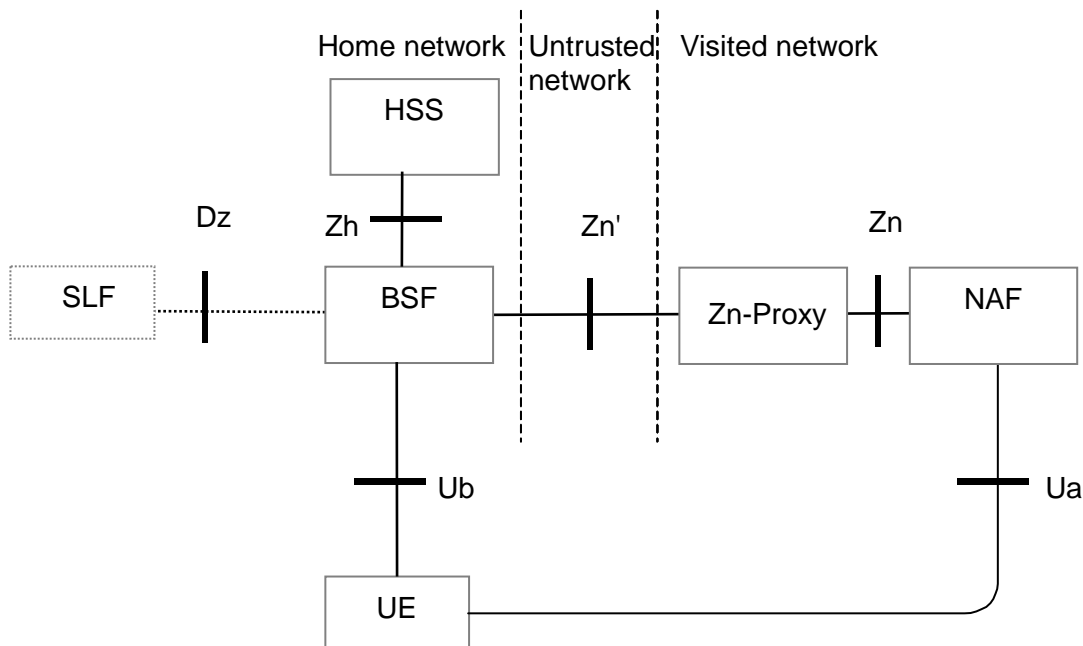 Home network
Untrusted network
Visited network
HSS
Dz
Zh
Zn'
Zn
SLF
BSF
Zn-Proxy
NAF
Ub
Ua
UE